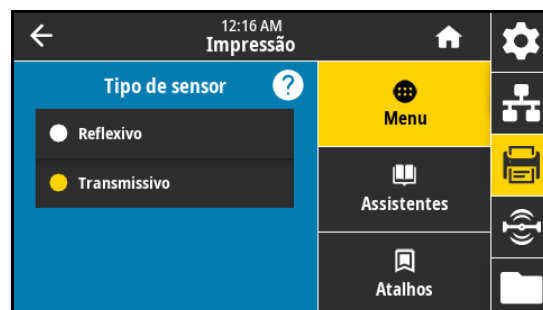 12:16 AM
Impressão
Tipo de sensor ?
Reflexivo
Transmissivo
Menu
Assistentes
Atalhos